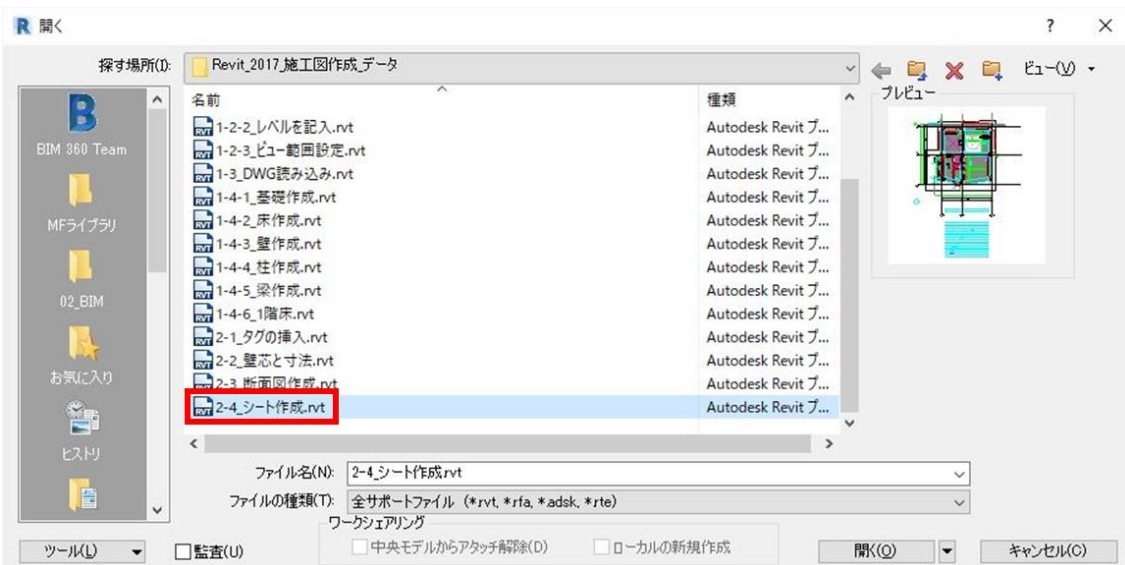 R 開く ? ×
探す場所(I): Revit_2017_施工図作成_データ ビュー(V)
名前 種類 プレビュー
BIM 360 Team
MFライブラリ
02_BIM
お気に入り
ヒストリ
RVT 1-2-2_レベルを記入.rvt Autodesk Revit プ...
RVT 1-2-3_ビュー範囲設定.rvt Autodesk Revit プ...
RVT 1-3_DWG読み込み.rvt Autodesk Revit プ...
RVT 1-4-1_基礎作成.rvt Autodesk Revit プ...
RVT 1-4-2_床作成.rvt Autodesk Revit プ...
RVT 1-4-3_壁作成.rvt Autodesk Revit プ...
RVT 1-4-4_柱作成.rvt Autodesk Revit プ...
RVT 1-4-5_梁作成.rvt Autodesk Revit プ...
RVT 1-4-6_1階床.rvt Autodesk Revit プ...
RVT 2-1_タグの挿入.rvt Autodesk Revit プ...
RVT 2-2_壁芯と寸法.rvt Autodesk Revit プ...
RVT 2-3_断面図作成.rvt Autodesk Revit プ...
RVT 2-4_シート作成.rvt Autodesk Revit プ...
ファイル名(N): 2-4_シート作成.rvt
ファイルの種類(T): 全サポートファイル (*.rvt, *.rfa, *.adsk, *.rte)
ワークシェアリング
ツール(L) 監査(U) 中央モデルからアタッチ解除(D) ローカルの新規作成 開く(O) キャンセル(C)